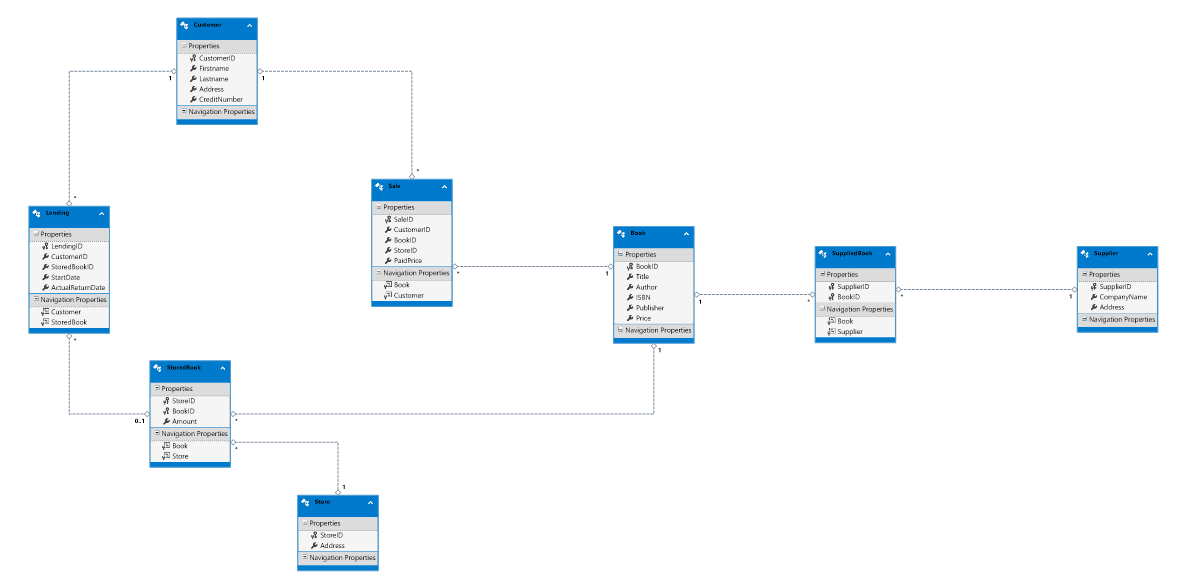 Customer
Properties
CustomerID
Firstname
Lastname
Address
CreditNumber
Navigation Properties
1
1
*
*
Sale
Properties
SaleID
CustomerID
BookID
StoreID
PaidPrice
Navigation Properties
Book
Customer
*
Lending
Properties
LendingID
CustomerID
StoredBookID
StartDate
ActualReturnDate
Navigation Properties
Customer
StoredBook
*
Book
Properties
BookID
Title
Author
ISBN
Publisher
Price
Navigation Properties
1
1
1
SuppliedBook
Properties
SupplierID
BookID
Navigation Properties
Book
Supplier
*
*
Supplier
Properties
SupplierID
CompanyName
Address
Navigation Properties
1
StoredBook
Properties
StoreID
BookID
Amount
Navigation Properties
Book
Store
0..1
*
*
1
Store
Properties
StoreID
Address
Navigation Properties